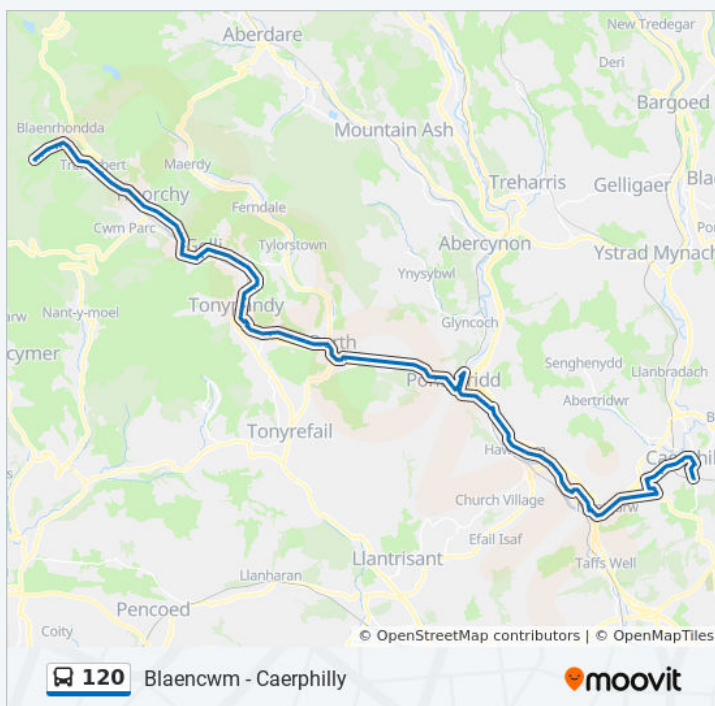 New Tredegar
Aberdare
Deri
Bargoed
Blaenrhondda
Mountain Ash
Maerdy
Treharris
Gelligaer
Ferndale
Cwm Parc
Tylorstown
Abercynon
Ystrad Mynach
Ynysybwl
Nant-y-moel
Tonypandy
Glyncoch
Senghenydd
Llanbradach
Abertridwr
Tonyrefail
Church Village
Efail Isaf
Llantrisant
Taffs Well
Llanharan
Pencoed
Coity
© OpenStreetMap contributors | © OpenMapTiles
120 Blaencwm - Caerphilly
moovit